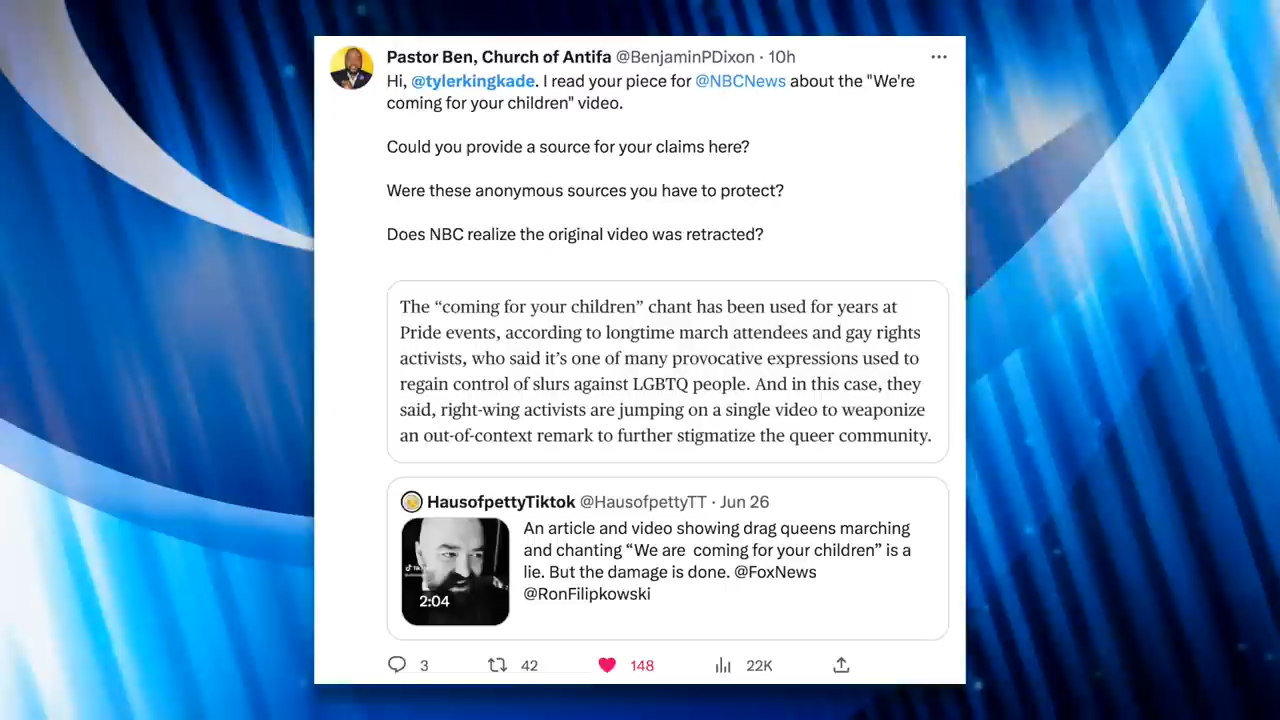 Pastor Ben, Church of Antifa @BenjaminPDixon · 10h
Hi, @tylerkingkade. I read your piece for @NBCNews about the "We're
coming for your children" video.
Could you provide a source for your claims here?
Were these anonymous sources you have to protect?
Does NBC realize the original video was retracted?
The “coming for your children” chant has been used for years at
Pride events, according to longtime march attendees and gay rights
activists, who said it’s one of many provocative expressions used to
regain control of slurs against LGBTQ people. And in this case, they
said, right-wing activists are jumping on a single video to weaponize
an out-of-context remark to further stigmatize the queer community.
HausofpettyTiktok @HausofpettyTT · Jun 26
An article and video showing drag queens marching
and chanting “We are coming for your children” is a
lie. But the damage is done. @FoxNews
@RonFilipkowski
2:04
3 42 148 22K